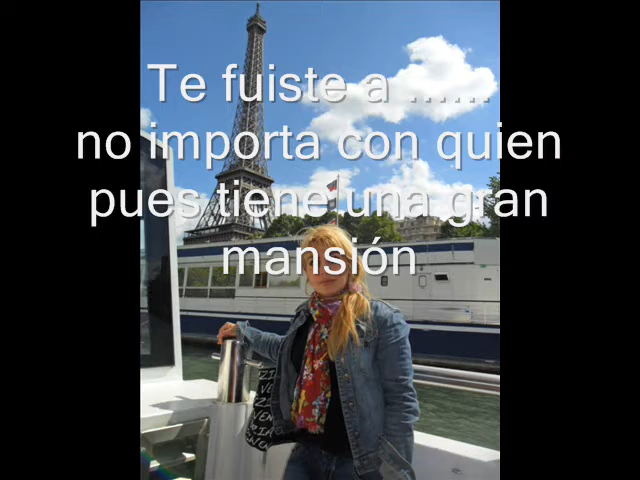 Te fuiste a ......
no importa con quien
pues tiene una gran
mansión